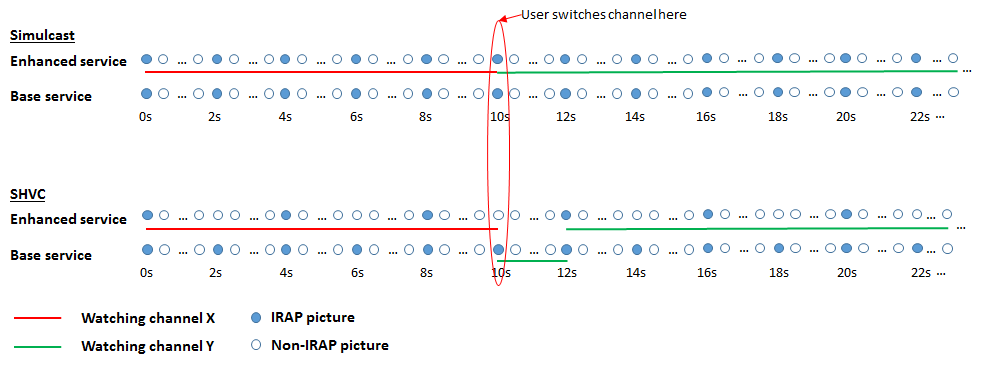 User switches channel here
Simulcast
Enhanced service ... ... ... ... ... ... ... ... ... ... ...
...
Base service ... ... ... ... ... ... ... ... ... ... ...
0s 2s 4s 6s 8s 10s 12s 14s 16s 18s 20s 22s ...
SHVC
Enhanced service ... ... ... ... ... ... ... ... ... ... ... ...
...
Base service ... ... ... ... ... ... ... ... ... ... ... ...
0s 2s 4s 6s 8s 10s 12s 14s 16s 18s 20s 22s ...
Watching channel X IRAP picture
Watching channel Y Non-IRAP picture